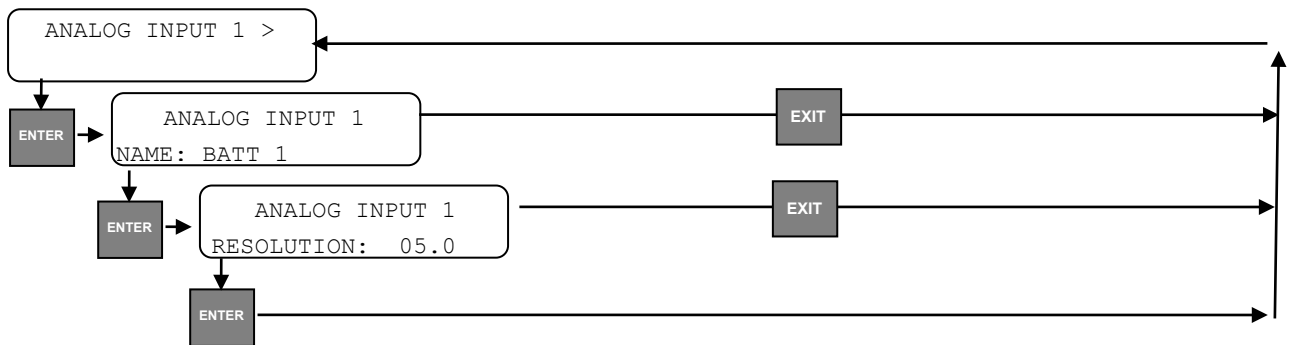 ANALOG INPUT 1 >
ENTER
ANALOG INPUT 1
NAME: BATT 1
EXIT
ENTER
ANALOG INPUT 1
RESOLUTION: 05.0
EXIT
ENTER